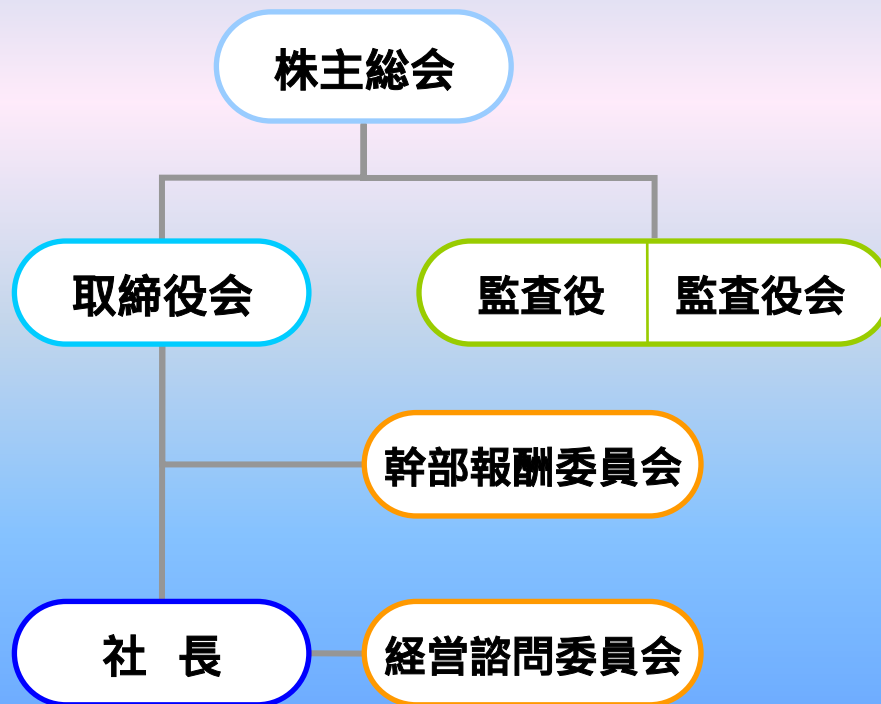 株主総会
取締役会
監査役 監査役会
幹部報酬委員会
社 長
経営諮問委員会